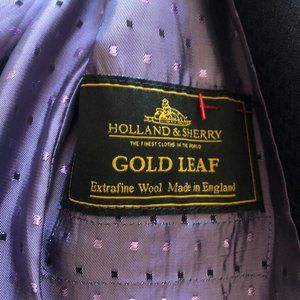 HOLLAND & SHERRY
THE FINEST CLOTHS IN THE WORLD
GOLD LEAF
Extrafine Wool Made in England